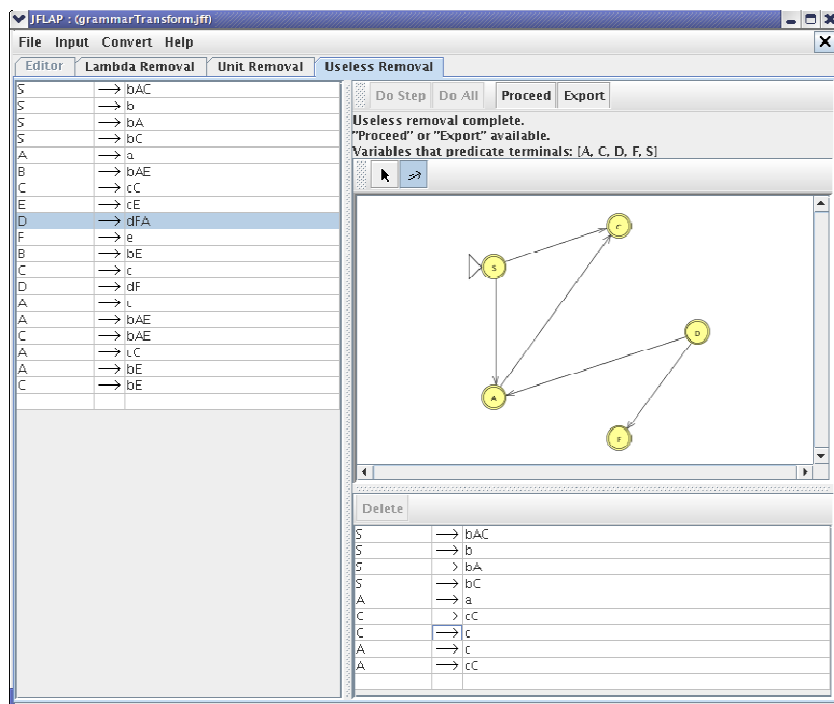 JFLAP : (grammarTransform.jff)
File Input Convert Help
Editor Lambda Removal Unit Removal Useless Removal
S → bAC
S → b
S → bA
S → bC
A → a
B → bAE
C → cC
E → cE
D → dFA
F → e
B → bE
C → c
D → dF
A → c
A → bAE
C → bAE
A → cC
A → bE
C → bE
Do Step Do All Proceed Export
Useless removal complete.
"Proceed" or "Export" available.
Variables that predicate terminals: [A, C, D, F, S]
C
S
D
A
F
Delete
S → bAC
S → b
S > bA
S → bC
A → a
C > cC
C → c
A → c
A → cC